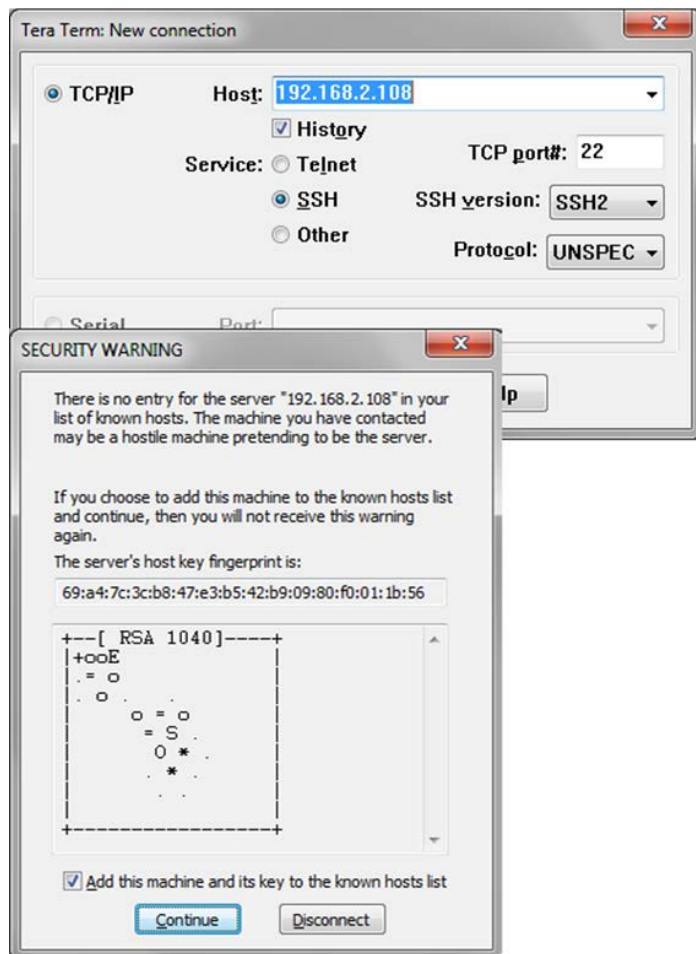 Tera Term: New connection
TCP/IP Host: 192.168.2.108
History
Service: Telnet TCP port#: 22
SSH SSH version: SSH2
Other Protocol: UNSPEC
Serial Port:
SECURITY WARNING
There is no entry for the server "192.168.2.108" in your
list of known hosts. The machine you have contacted
may be a hostile machine pretending to be the server.
If you choose to add this machine to the known hosts list
and continue, then you will not receive this warning
again.
The server's host key fingerprint is:
69:a4:7c:3c:b8:47:e3:b5:42:b9:09:80:f0:01:1b:56
+--[ RSA 1040]----+
|+ooE             |
|.= o             |
|. o .    .       |
|     o = o       |
|      = S .      |
|       O * .     |
|      . * .      |
|       . .       |
|                 |
+-----------------+
Add this machine and its key to the known hosts list
Continue Disconnect